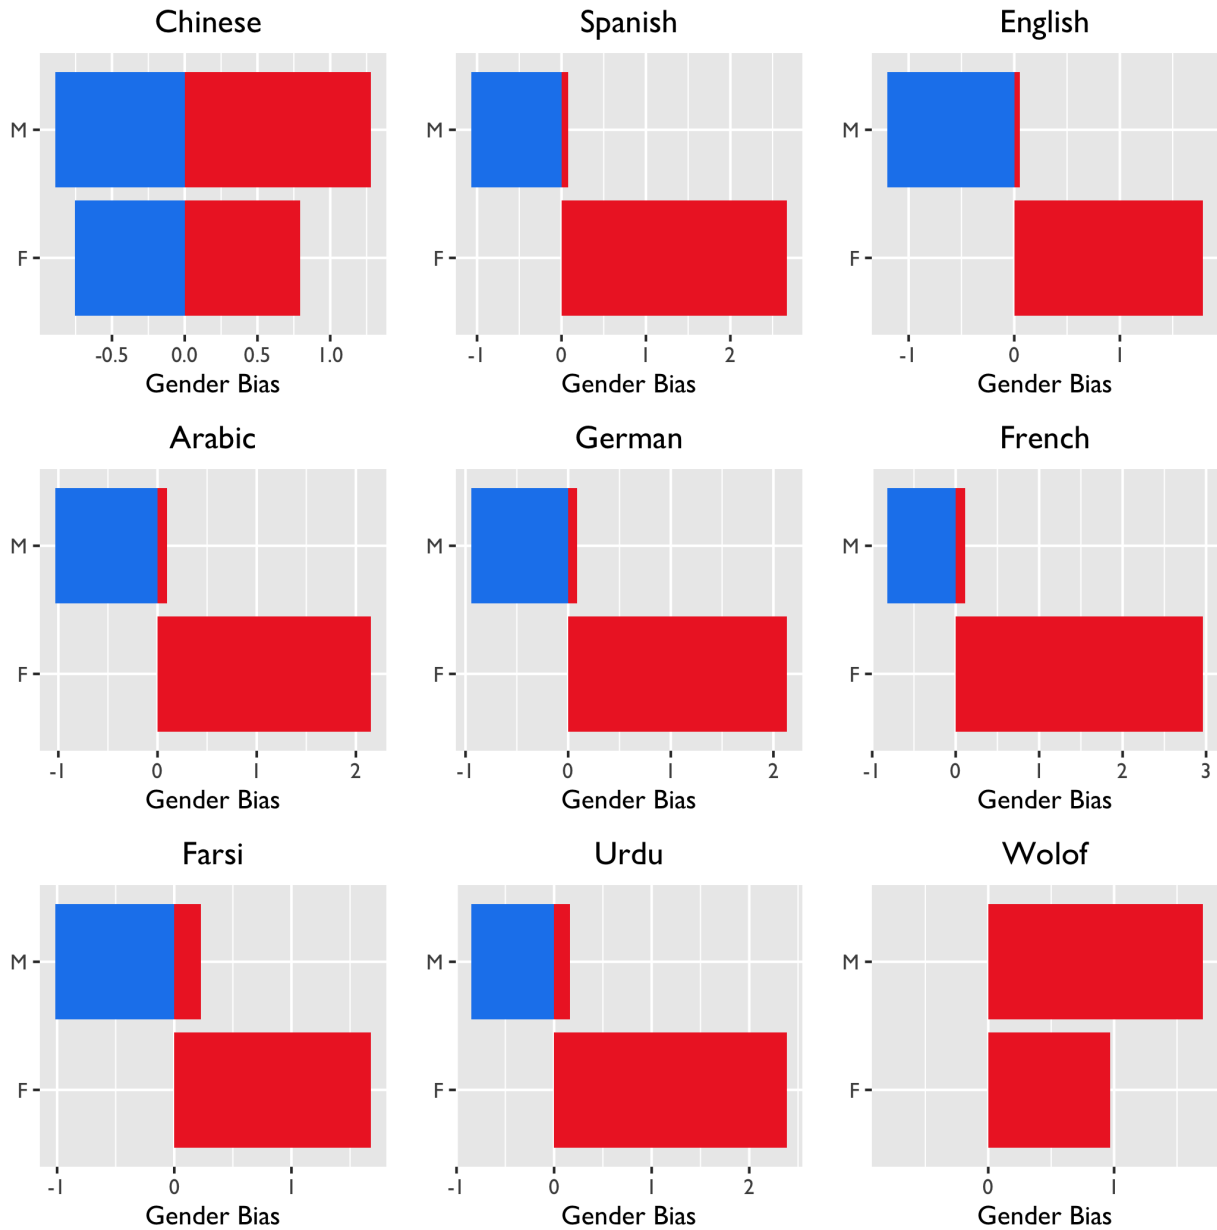 Chinese Spanish English
M M M
F F F
-0.5 0.0 0.5 1.0 -1 0 1 2 -1 0 1
Gender Bias Gender Bias Gender Bias
Arabic German French
M M M
F F F
-1 0 1 2 -1 0 1 2 -1 0 1 2 3
Gender Bias Gender Bias Gender Bias
Farsi Urdu Wolof
M M M
F F F
-1 0 1 -1 0 1 2 0 1
Gender Bias Gender Bias Gender Bias